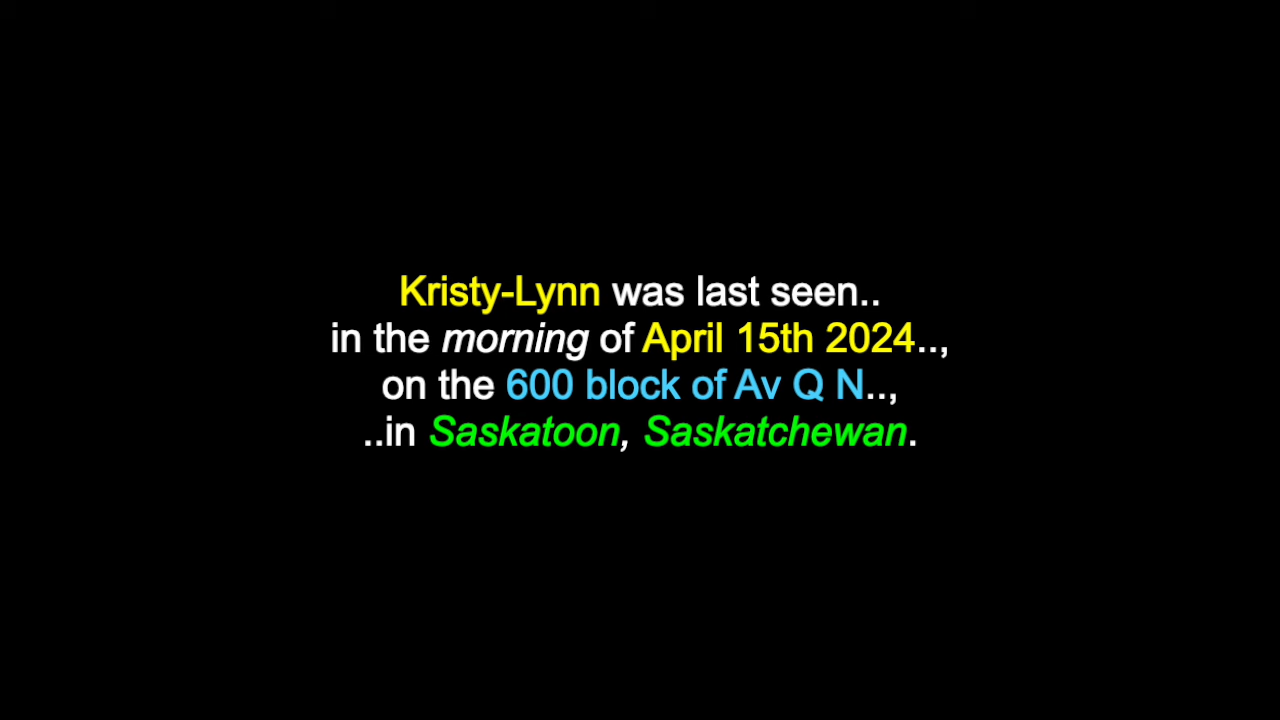 Kristy-Lynn was last seen..
in the morning of April 15th 2024..,
on the 600 block of Av Q N..,
..in Saskatoon, Saskatchewan.